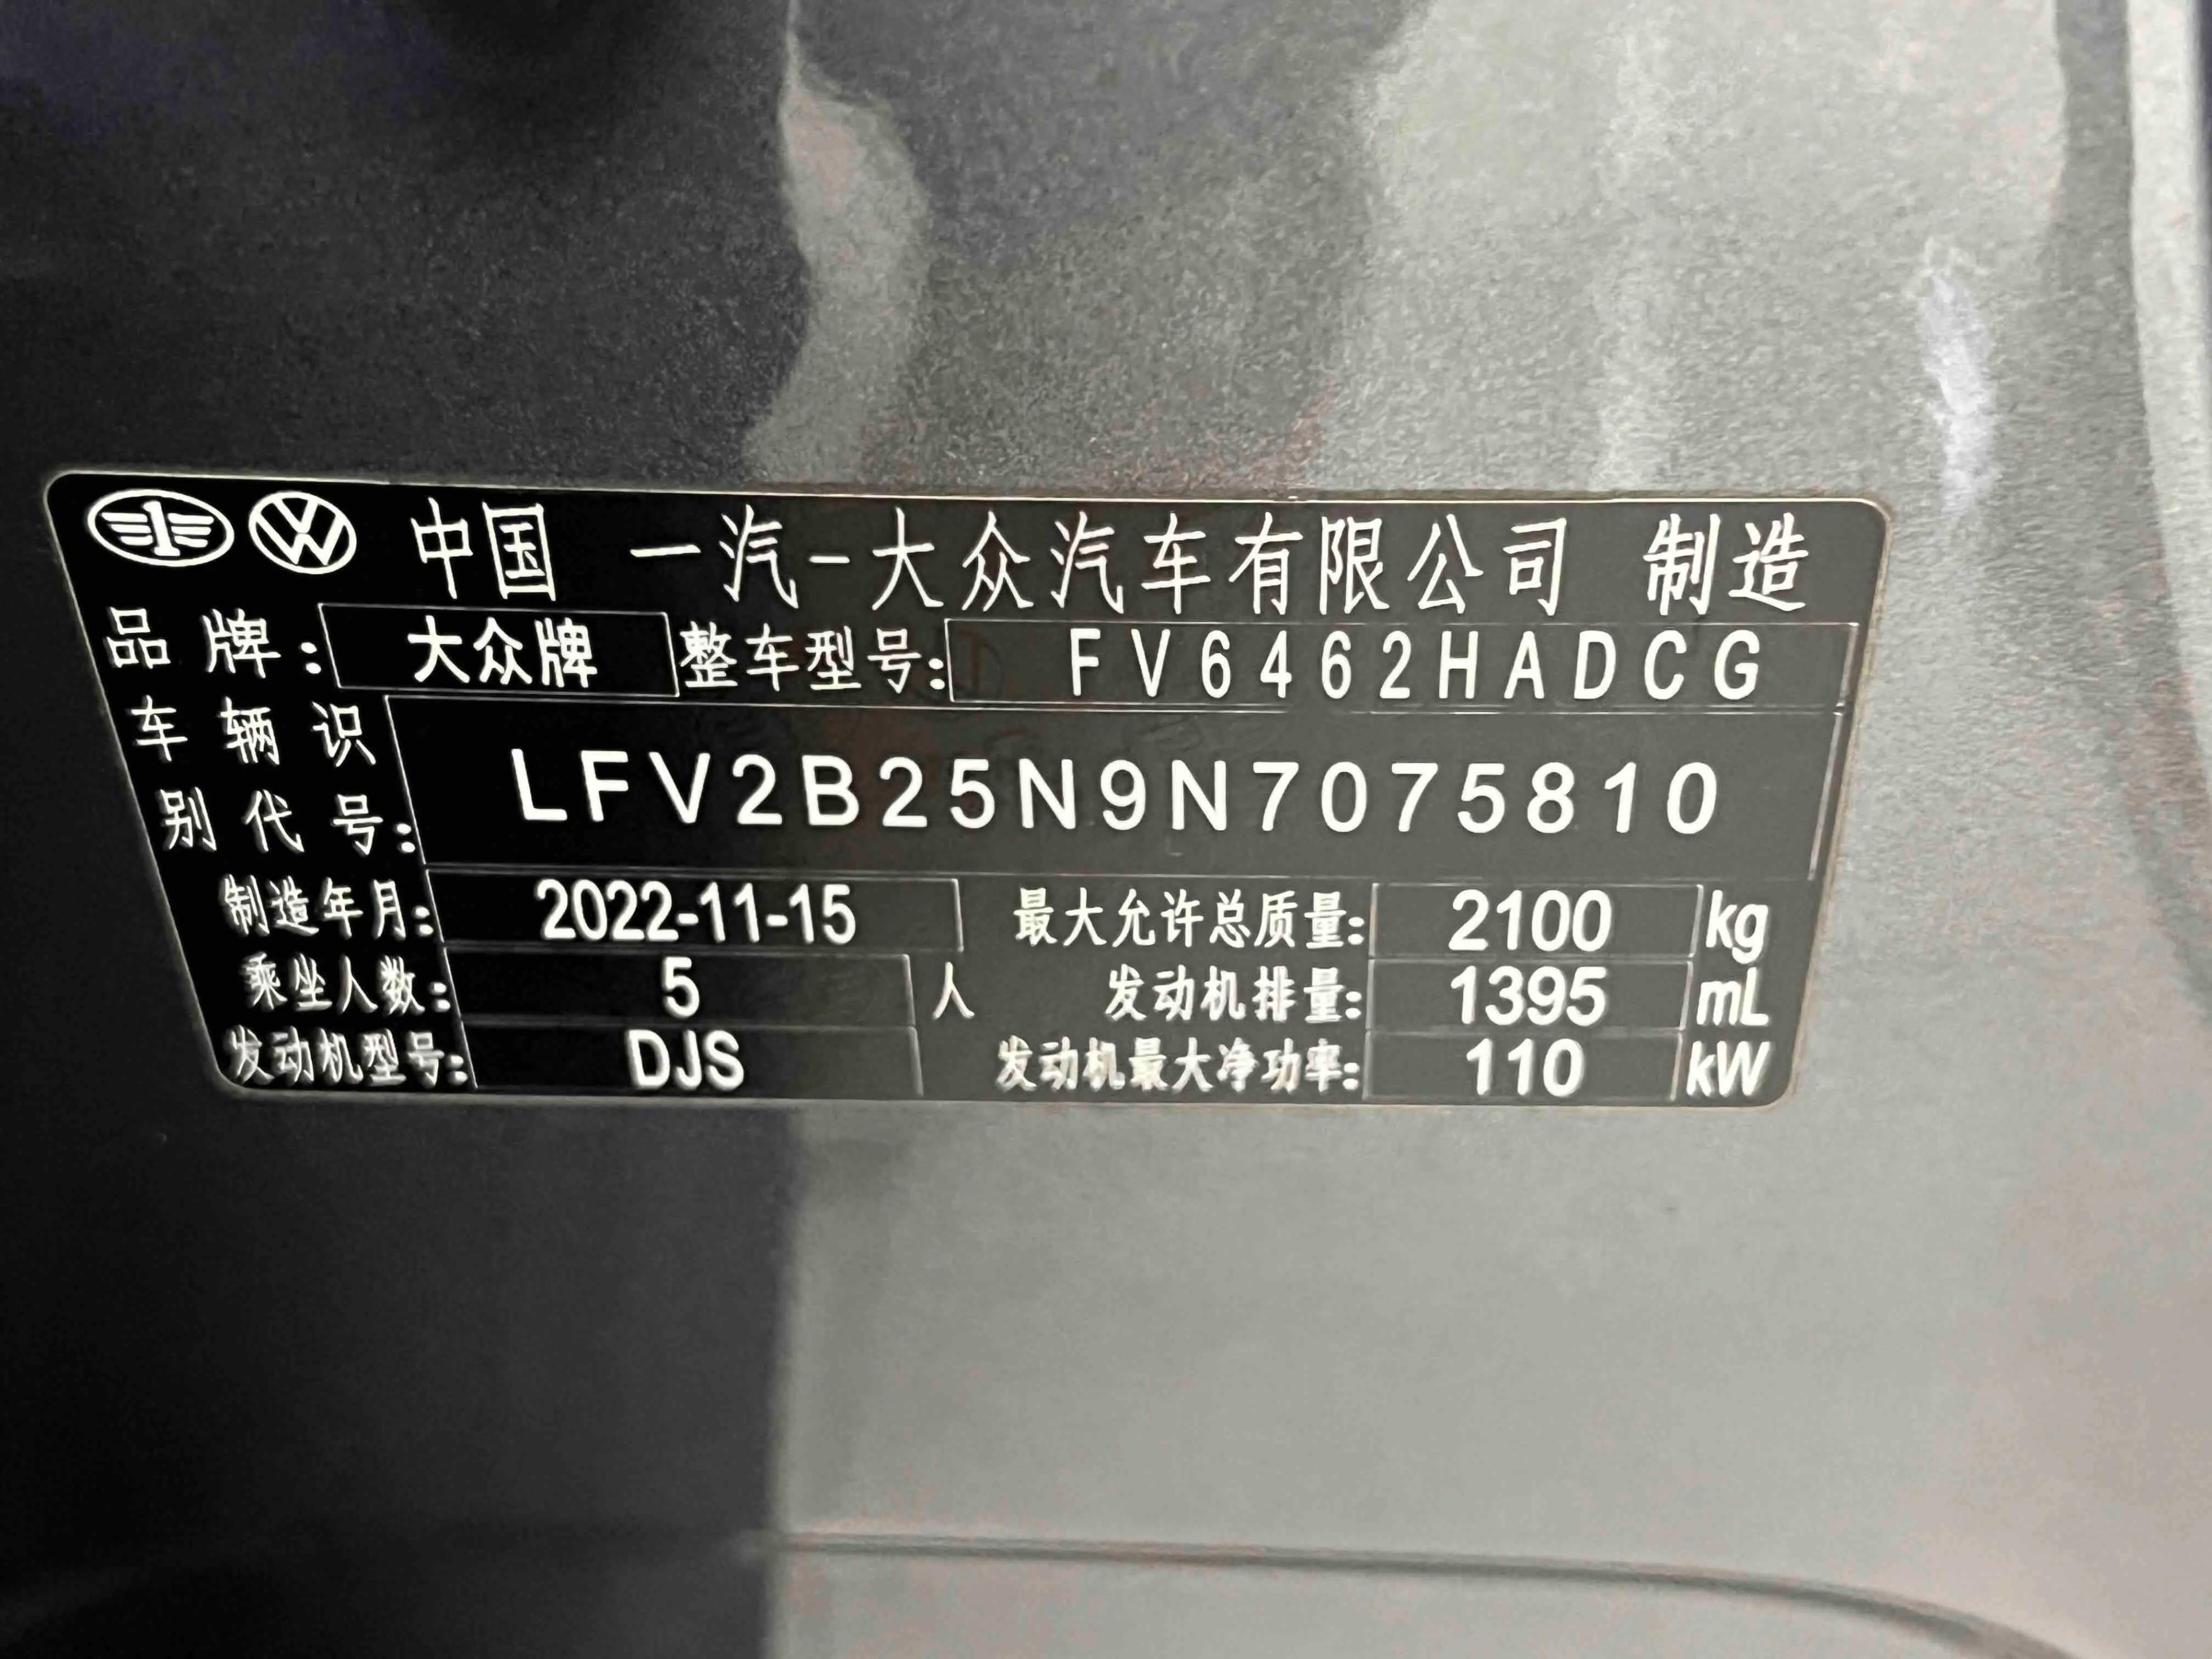 中国 一汽-大众汽车有限公司 制造
品牌: 大众牌 整车型号: FV6462HADCG
车辆识
别代号: LFV2B25N9N7075810
制造年月: 2022-11-15 最大允许总质量: 2100 kg
乘坐人数: 5 人 发动机排量: 1395 mL
发动机型号: DJS 发动机最大净功率: 110 kW